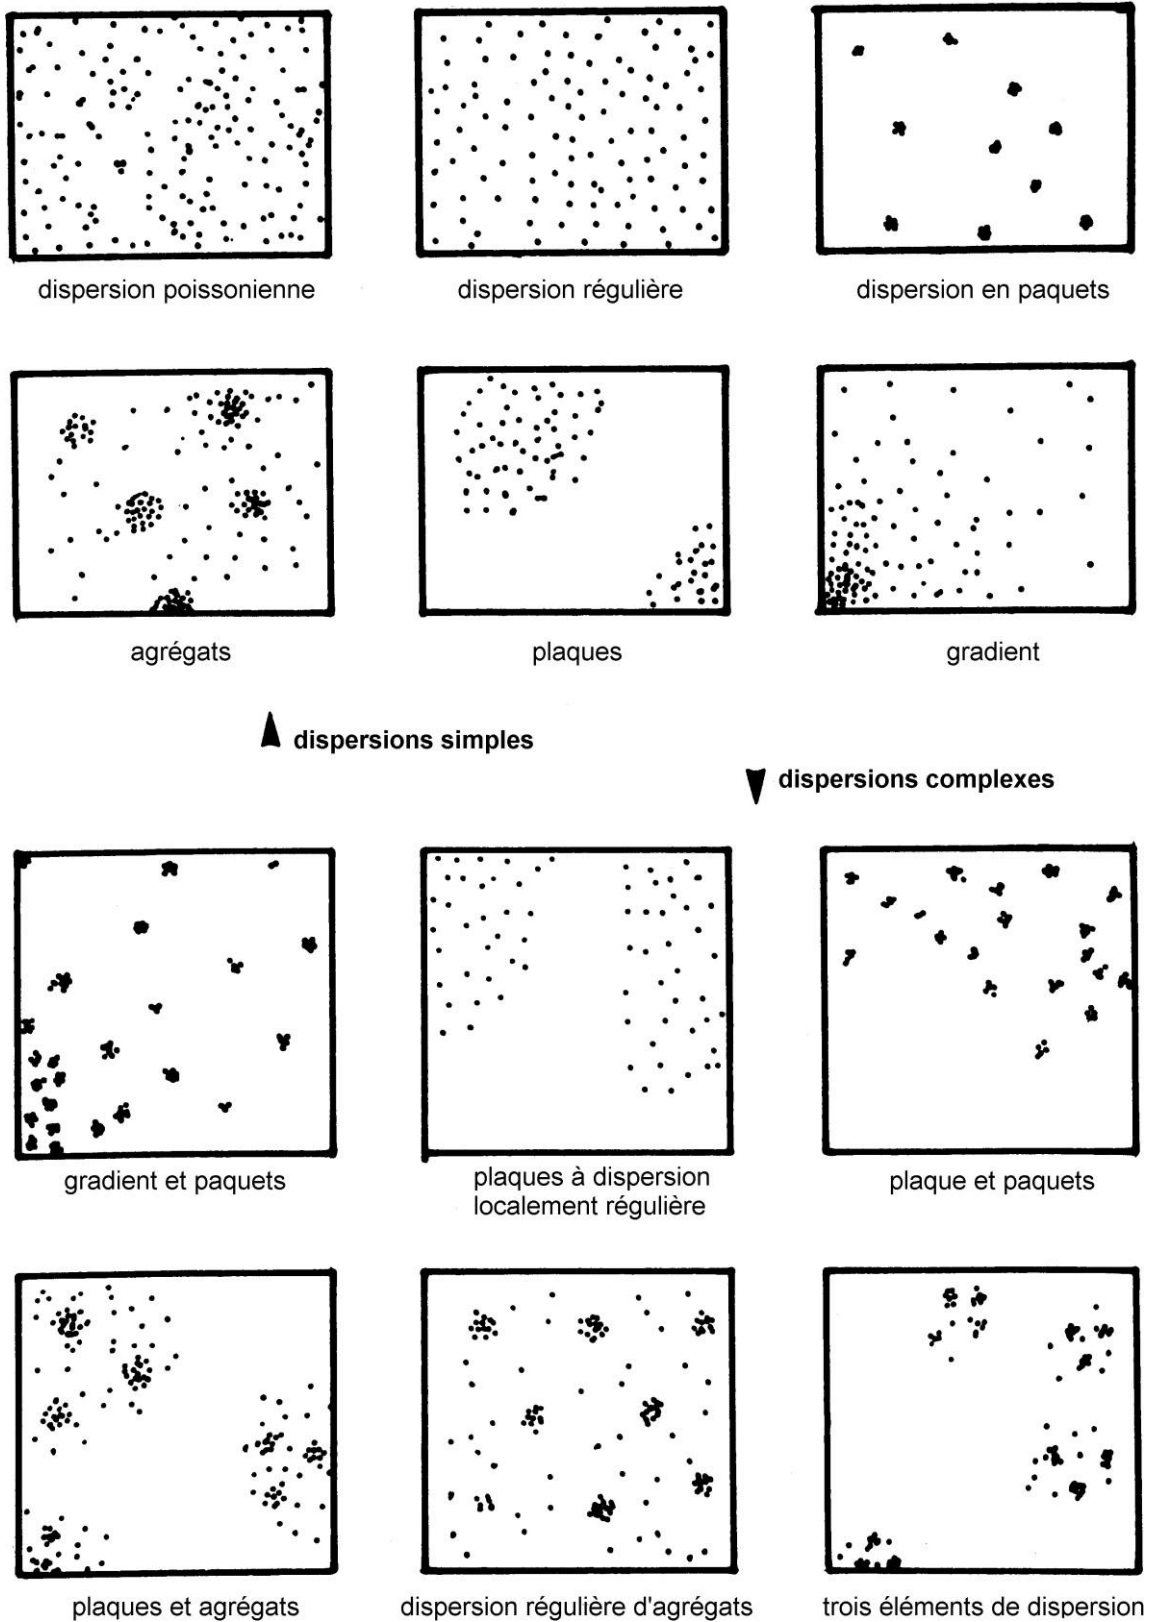 dispersion poissonienne
dispersion régulière
dispersion en paquets
agrégats
plaques
gradient
dispersions simples
dispersions complexes
gradient et paquets
plaques à dispersion
localement régulière
plaque et paquets
plaques et agrégats
dispersion régulière d'agrégats
trois éléments de dispersion